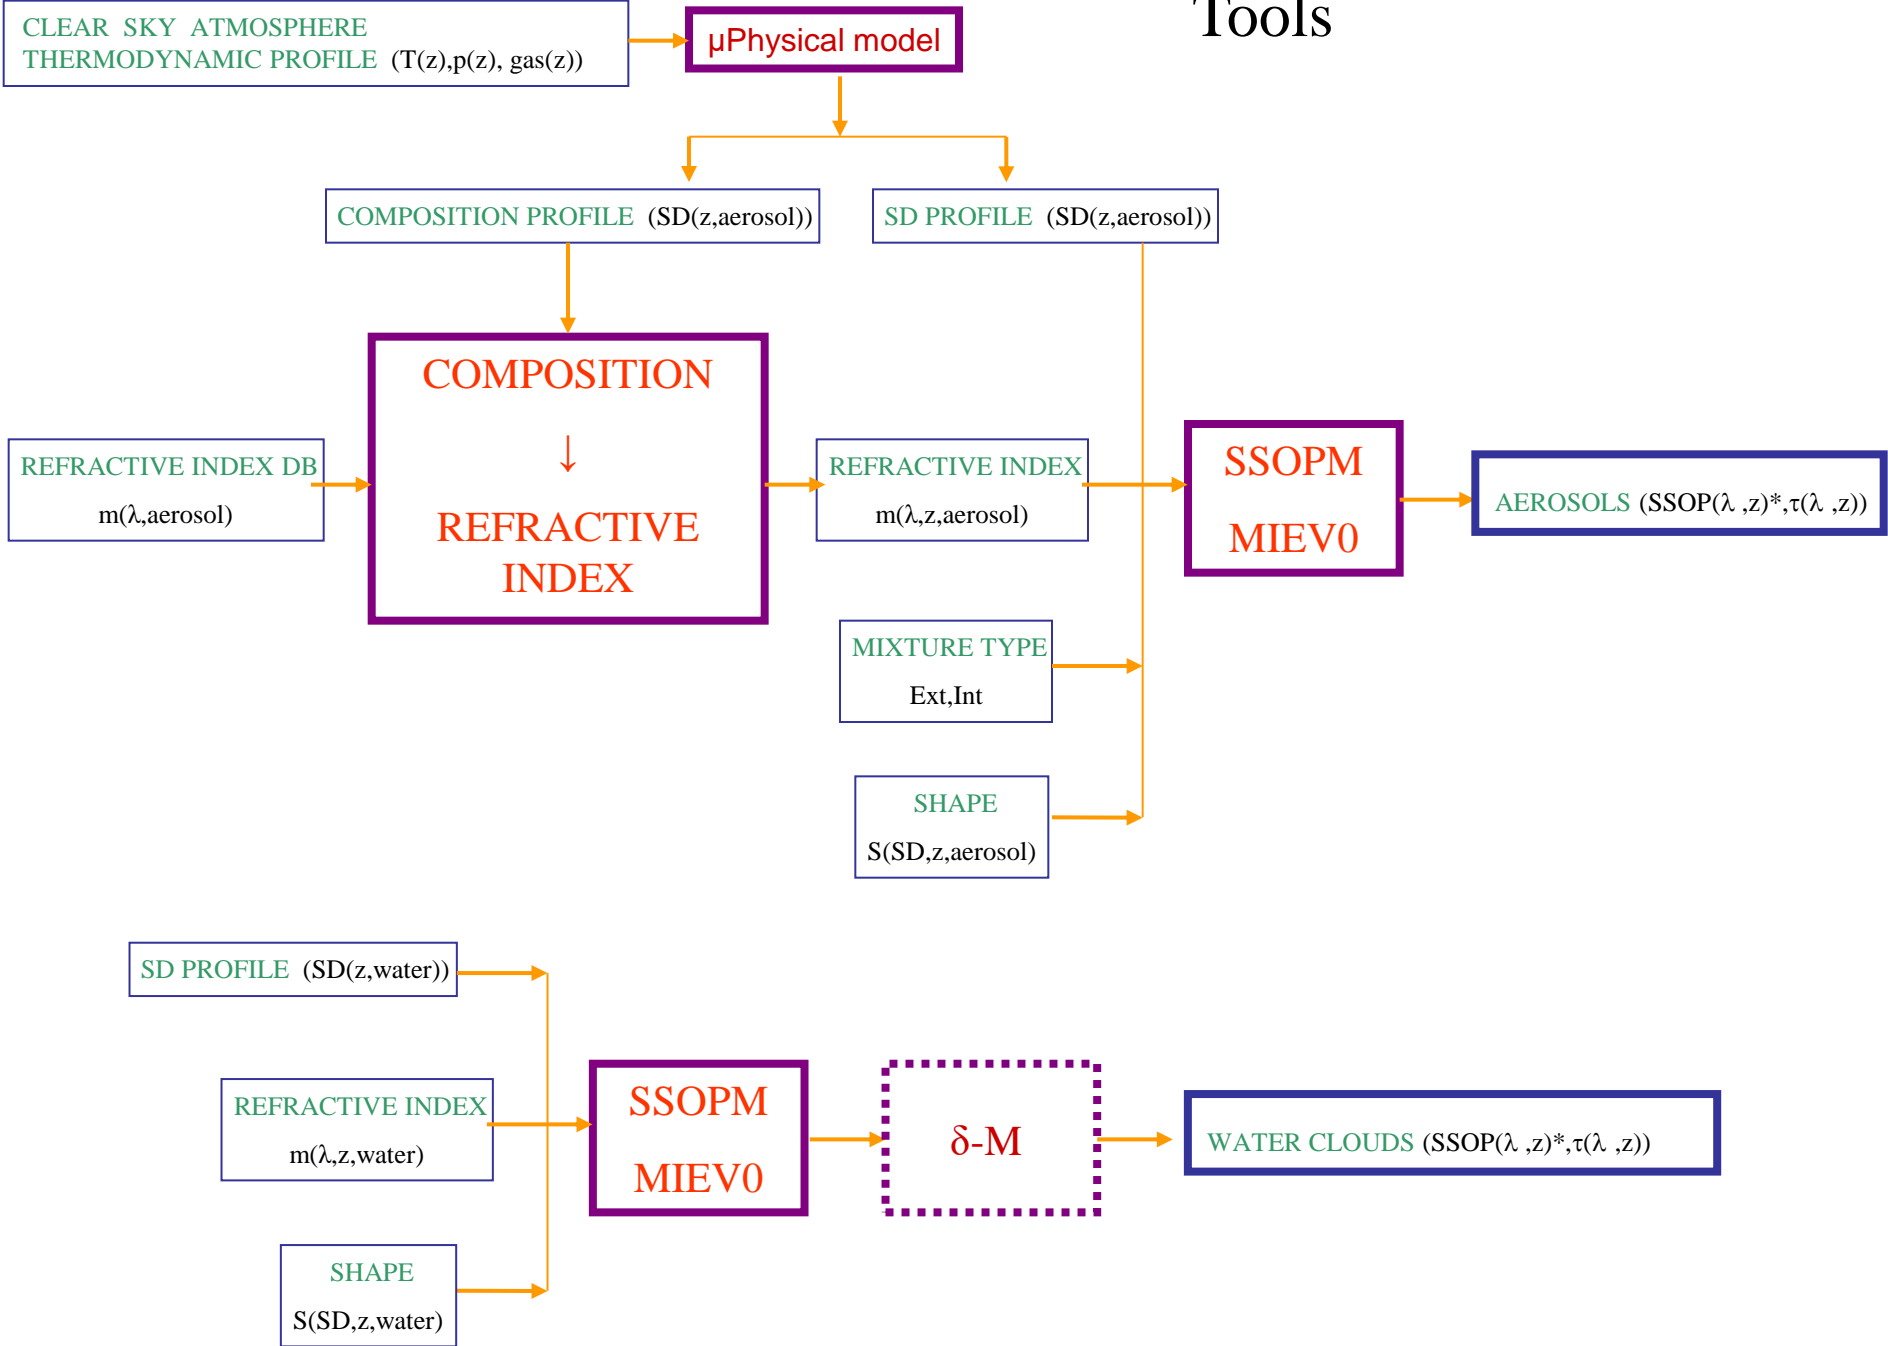 Tools
CLEAR SKY ATMOSPHERE
THERMODYNAMIC PROFILE (T(z),p(z), gas(z))
µPhysical model
COMPOSITION PROFILE (SD(z,aerosol))
SD PROFILE (SD(z,aerosol))
COMPOSITION
↓
REFRACTIVE
INDEX
REFRACTIVE INDEX DB
m(λ,aerosol)
REFRACTIVE INDEX
m(λ,z,aerosol)
SSOPM
MIEV0
AEROSOLS (SSOP(λ ,z)*,τ(λ ,z))
MIXTURE TYPE
Ext,Int
SHAPE
S(SD,z,aerosol)
SD PROFILE (SD(z,water))
REFRACTIVE INDEX
m(λ,z,water)
SHAPE
S(SD,z,water)
SSOPM
MIEV0
δ-M
WATER CLOUDS (SSOP(λ ,z)*,τ(λ ,z))